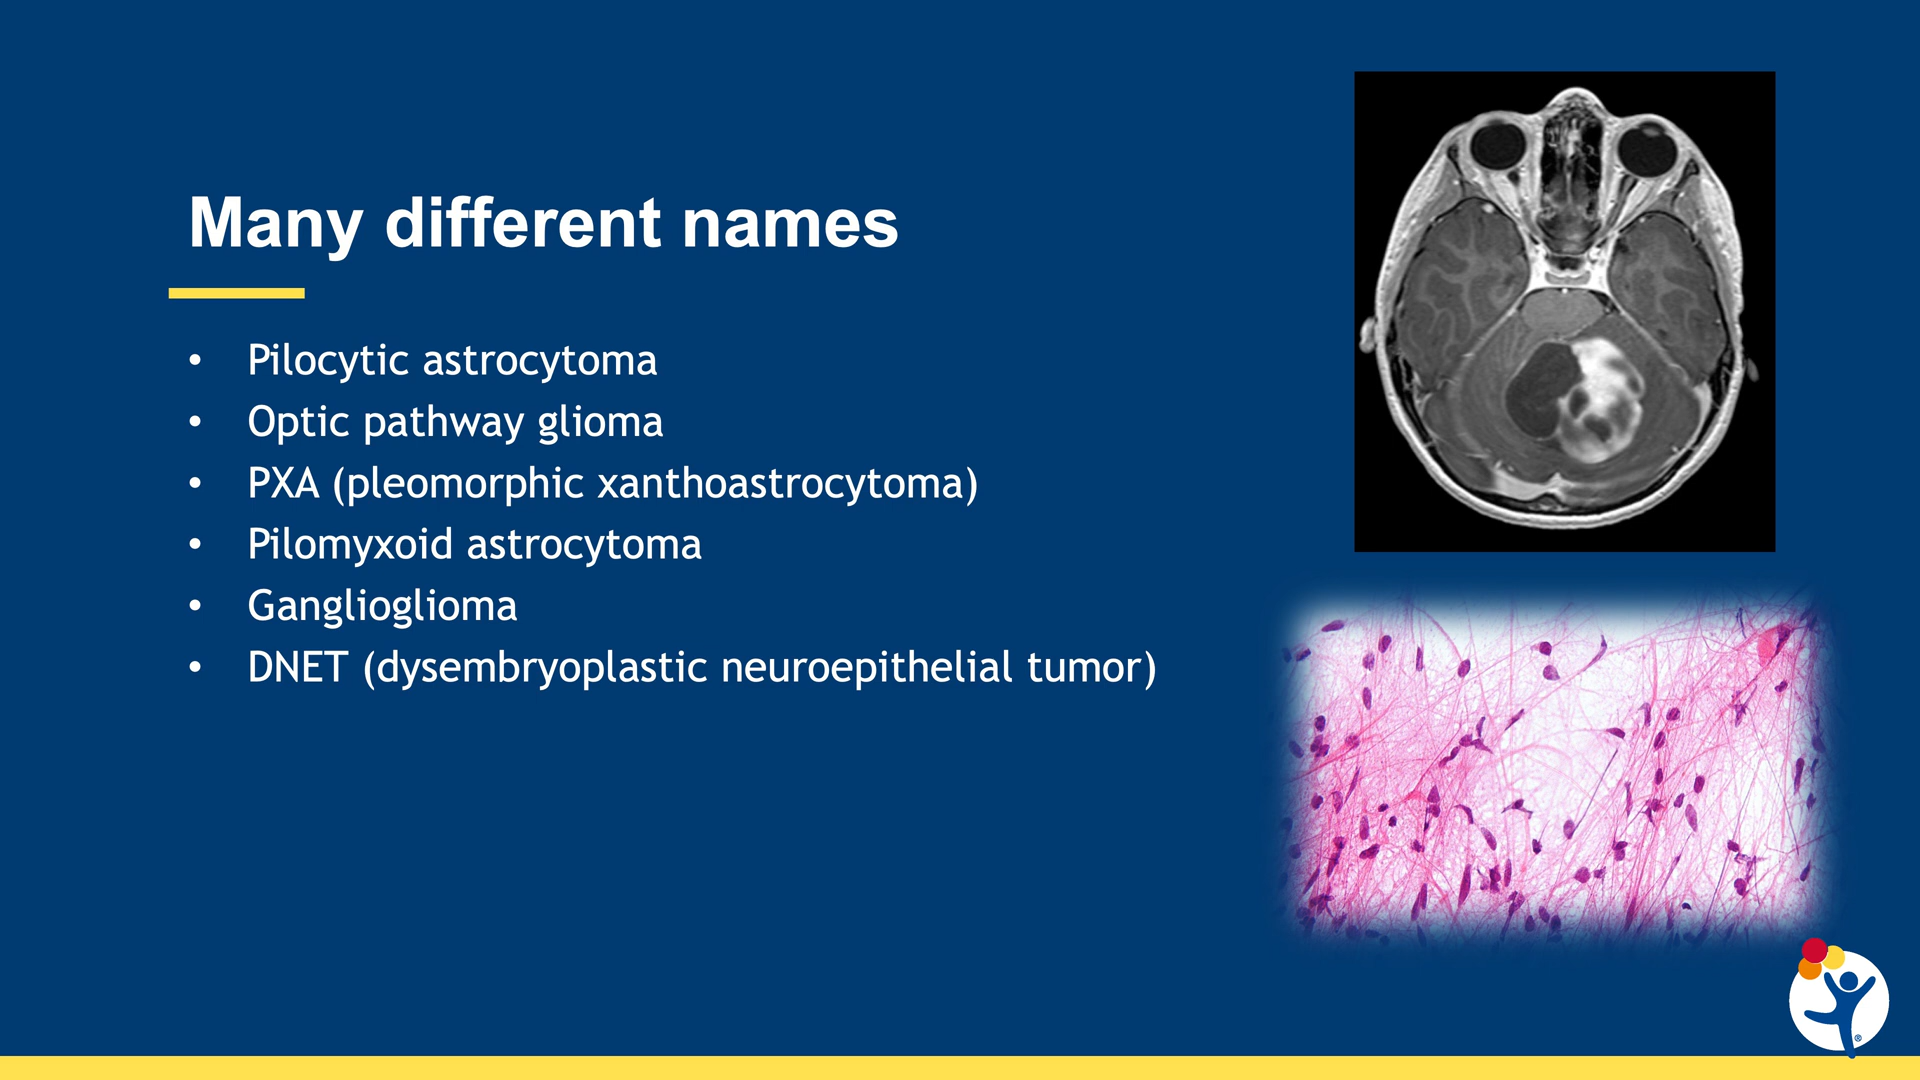 Many different names
• Pilocytic astrocytoma
• Optic pathway glioma
• PXA (pleomorphic xanthoastrocytoma)
• Pilomyxoid astrocytoma
• Ganglioglioma
• DNET (dysembryoplastic neuroepithelial tumor)
®